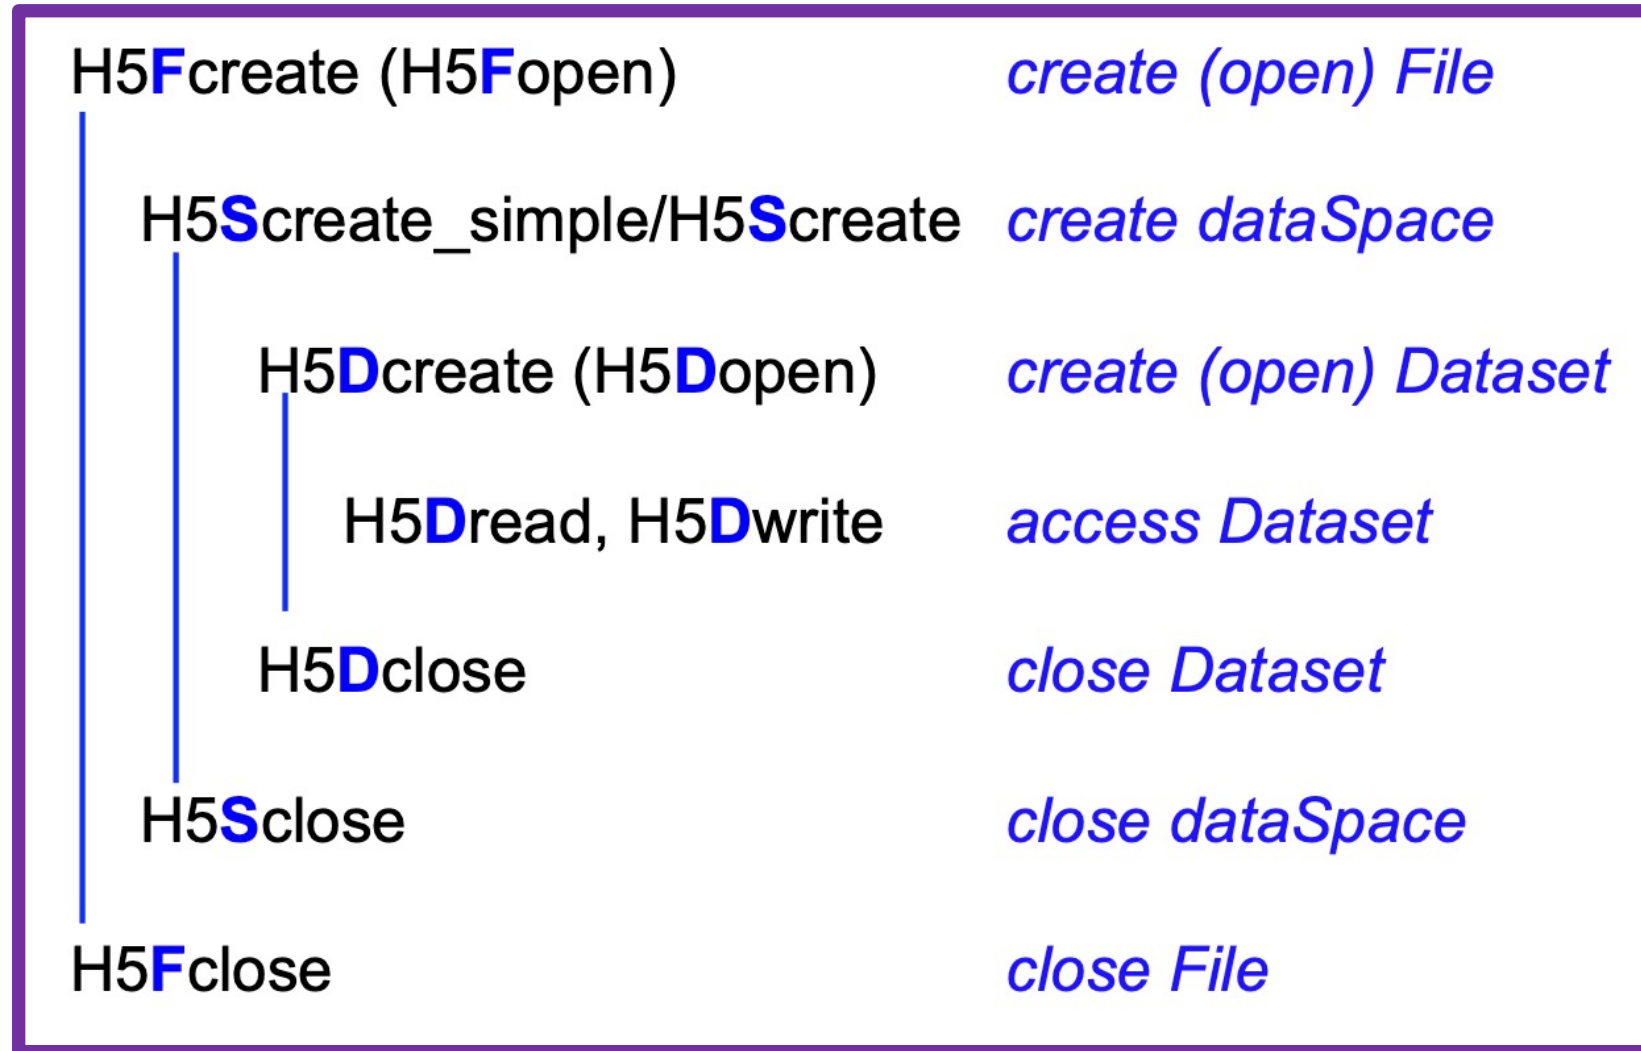 H5Fcreate (H5Fopen) create (open) File
H5Screate_simple/H5Screate create dataSpace
H5Dcreate (H5Dopen) create (open) Dataset
H5Dread, H5Dwrite access Dataset
H5Dclose close Dataset
H5Sclose close dataSpace
H5Fclose close File